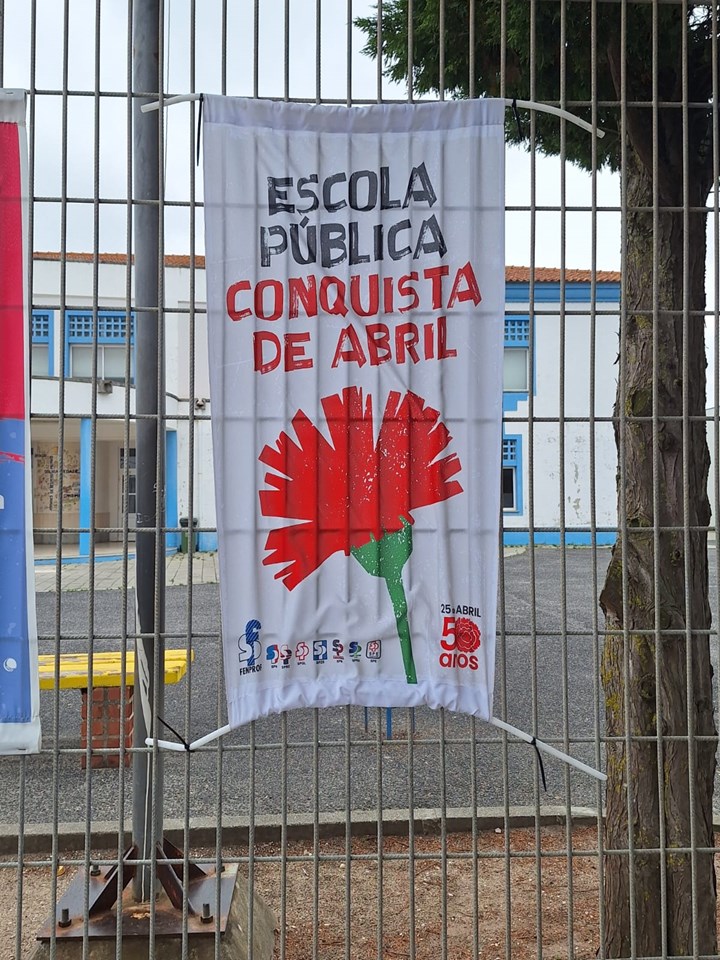 ESCOLA
PÚBLICA
CONQUISTA
DE ABRIL
25 ABRIL
50
anos
FENPROF